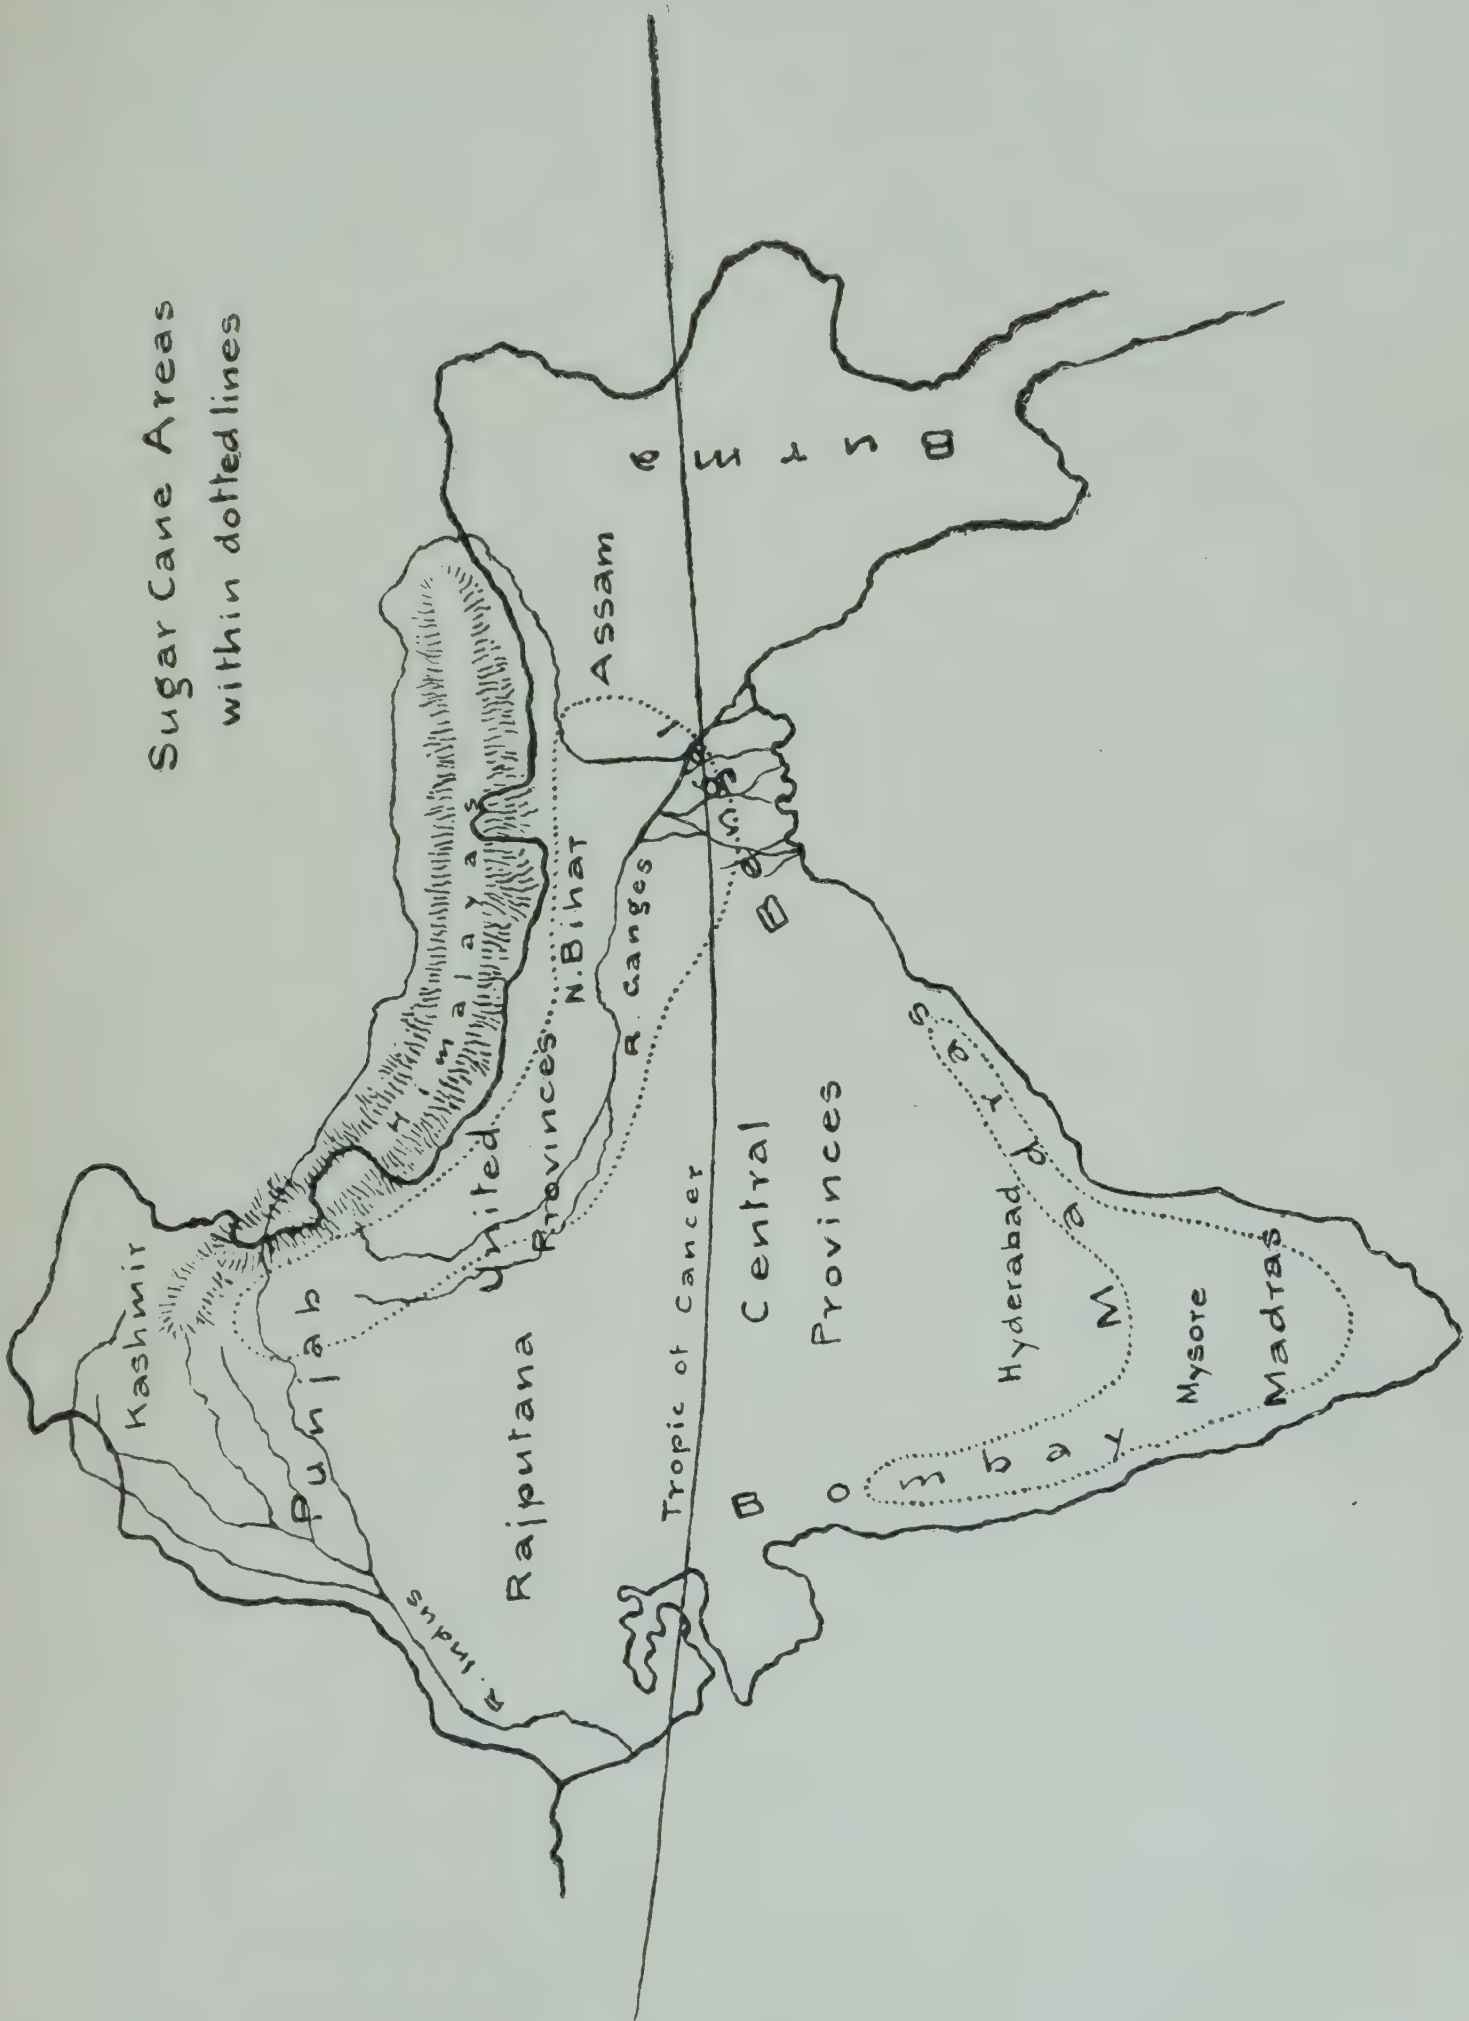 Sugar Cane Areas
within dotted lines
Kashmir
Punjab
Himalayas
United
Provinces
N. Bihar
Assam
R. Ganges
R. Indus
Rajputana
Tropic of Cancer
Bengal
Burma
Central
Provinces
Bombay
Hyderabad
Madras
Mysore
Madras